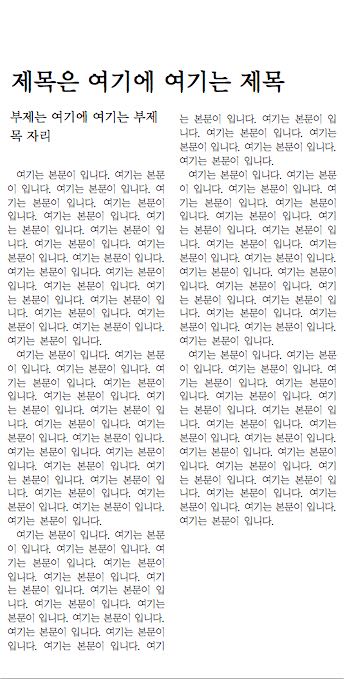 제목은 여기에 여기는 제목
부제는 여기에 여기는 부제
목 자리
여기는 본문이 입니다. 여기는 본문
이 입니다. 여기는 본문이 입니다. 여
기는 본문이 입니다. 여기는 본문이
입니다. 여기는 본문이 입니다. 여기
는 본문이 입니다. 여기는 본문이 입
니다. 여기는 본문이 입니다. 여기는
본문이 입니다. 여기는 본문이 입니다.
여기는 본문이 입니다. 여기는 본문이
입니다. 여기는 본문이 입니다. 여기
는 본문이 입니다. 여기는 본문이 입
니다. 여기는 본문이 입니다. 여기는
본문이 입니다. 여기는 본문이 입니다.
여기는 본문이 입니다.
여기는 본문이 입니다. 여기는 본문
이 입니다. 여기는 본문이 입니다. 여
기는 본문이 입니다. 여기는 본문이
입니다. 여기는 본문이 입니다. 여기
는 본문이 입니다. 여기는 본문이 입
니다. 여기는 본문이 입니다. 여기는
본문이 입니다. 여기는 본문이 입니다.
여기는 본문이 입니다. 여기는 본문이
입니다. 여기는 본문이 입니다. 여기
는 본문이 입니다. 여기는 본문이 입
니다. 여기는 본문이 입니다. 여기는
본문이 입니다. 여기는 본문이 입니다.
여기는 본문이 입니다.
여기는 본문이 입니다. 여기는 본문
이 입니다. 여기는 본문이 입니다. 여
기는 본문이 입니다. 여기는 본문이
입니다. 여기는 본문이 입니다. 여기
는 본문이 입니다. 여기는 본문이 입
니다. 여기는 본문이 입니다. 여기는
본문이 입니다. 여기는 본문이 입니다.
여기는 본문이 입니다. 여기는 본문이
입니다. 여기는 본문이 입니다. 여기
는 본문이 입니다. 여기는 본문이 입
니다. 여기는 본문이 입니다. 여기는
본문이 입니다. 여기는 본문이 입니다.
여기는 본문이 입니다.
여기는 본문이 입니다. 여기는 본문
이 입니다. 여기는 본문이 입니다. 여
기는 본문이 입니다. 여기는 본문이
입니다. 여기는 본문이 입니다. 여기
는 본문이 입니다. 여기는 본문이 입
니다. 여기는 본문이 입니다. 여기는
본문이 입니다. 여기는 본문이 입니다.
여기는 본문이 입니다. 여기는 본문이
입니다. 여기는 본문이 입니다. 여기
는 본문이 입니다. 여기는 본문이 입
니다. 여기는 본문이 입니다. 여기는
본문이 입니다. 여기는 본문이 입니다.
여기는 본문이 입니다.
여기는 본문이 입니다. 여기는 본문
이 입니다. 여기는 본문이 입니다. 여
기는 본문이 입니다. 여기는 본문이
입니다. 여기는 본문이 입니다. 여기
는 본문이 입니다. 여기는 본문이 입
니다. 여기는 본문이 입니다. 여기는
본문이 입니다. 여기는 본문이 입니다.
여기는 본문이 입니다. 여기는 본문이
입니다. 여기는 본문이 입니다. 여기
는 본문이 입니다. 여기는 본문이 입
니다. 여기는 본문이 입니다. 여기는
본문이 입니다. 여기는 본문이 입니다.
여기는 본문이 입니다.